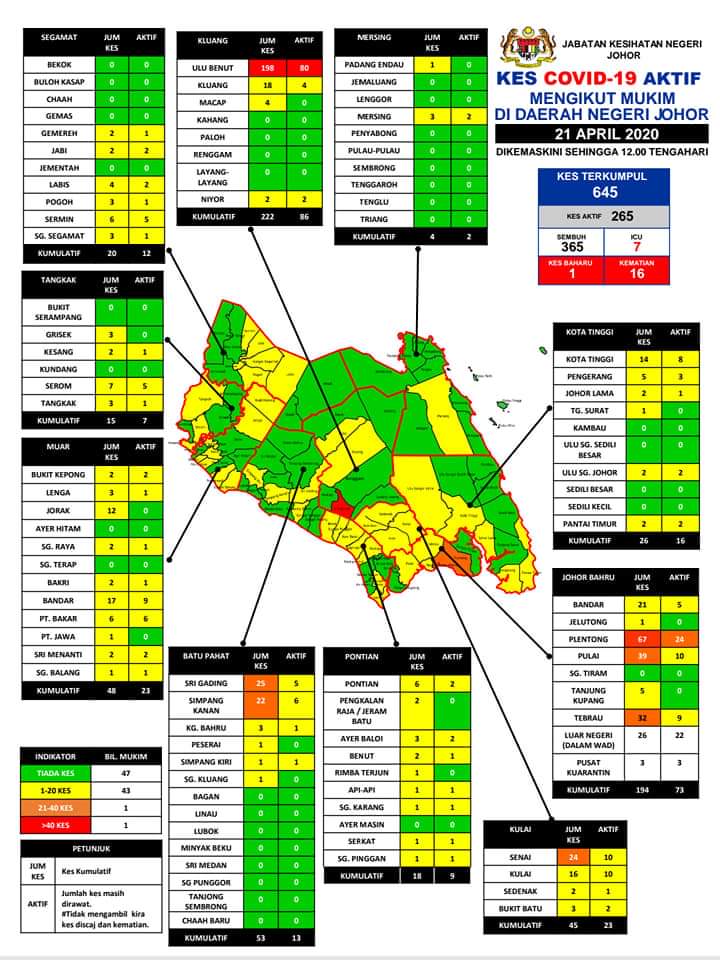 JABATAN KESIHATAN NEGERI
JOHOR
KES COVID-19 AKTIF
MENGIKUT MUKIM
DI DAERAH NEGERI JOHOR
21 APRIL 2020
DIKEMASKINI SEHINGGA 12.00 TENGAHARI
KES TERKUMPUL
645
KES AKTIF 265
SEMBUH ICU
365 7
KES BAHARU KEMATIAN
1 16
SEGAMAT JUM KES AKTIF
BEKOK 0 0
BULOH KASAP 0 0
CHAAH 0 0
GEMAS 0 0
GEMEREH 2 1
JABI 2 2
JEMENTAH 0 0
LABIS 4 2
POGOH 3 1
SERMIN 6 5
SG. SEGAMAT 3 1
KUMULATIF 20 12
KLUANG JUM KES AKTIF
ULU BENUT 198 80
KLUANG 18 4
MACAP 4 0
KAHANG 0 0
PALOH 0 0
RENGGAM 0 0
LAYANG-
LAYANG 0 0
NIYOR 2 2
KUMULATIF 222 86
MERSING JUM KES AKTIF
PADANG ENDAU 1 0
JEMALUANG 0 0
LENGGOR 0 0
MERSING 3 2
PENYABONG 0 0
PULAU-PULAU 0 0
SEMBRONG 0 0
TENGGAROH 0 0
TENGLU 0 0
TRIANG 0 0
KUMULATIF 4 2
TANGKAK JUM KES AKTIF
BUKIT
SERAMPANG 0 0
GRISEK 3 0
KESANG 2 1
KUNDANG 0 0
SEROM 7 5
TANGKAK 3 1
KUMULATIF 15 7
MUAR JUM KES AKTIF
BUKIT KEPONG 2 2
LENGA 3 1
JORAK 12 0
AYER HITAM 0 0
SG. RAYA 2 1
SG. TERAP 0 0
BAKRI 2 1
BANDAR 17 9
PT. BAKAR 6 6
PT. JAWA 1 0
SRI MENANTI 2 2
SG. BALANG 1 1
KUMULATIF 48 23
KOTA TINGGI JUM KES AKTIF
KOTA TINGGI 14 8
PENGERANG 5 3
JOHOR LAMA 2 1
TG. SURAT 1 0
KAMBAU 0 0
ULU SG. SEDILI
BESAR 0 0
ULU SG. JOHOR 2 2
SEDILI BESAR 0 0
SEDILI KECIL 0 0
PANTAI TIMUR 2 2
KUMULATIF 26 16
JOHOR BAHRU JUM KES AKTIF
BANDAR 21 5
JELUTONG 1 0
PLENTONG 67 24
PULAI 39 10
SG. TIRAM 0 0
TANJUNG
KUPANG 5 0
TEBRAU 32 9
LUAR NEGERI
(DALAM WAD) 26 22
PUSAT
KUARANTIN 3 3
KUMULATIF 194 73
BATU PAHAT JUM KES AKTIF
SRI GADING 25 5
SIMPANG
KANAN 22 6
KG. BAHRU 3 1
PESERAI 1 0
SIMPANG KIRI 1 1
SG. KLUANG 1 0
BAGAN 0 0
LINAU 0 0
LUBOK 0 0
MINYAK BEKU 0 0
SRI MEDAN 0 0
SG PUNGGOR 0 0
TANJONG
SEMBRONG 0 0
CHAAH BARU 0 0
KUMULATIF 53 13
PONTIAN JUM KES AKTIF
PONTIAN 6 2
PENGKALAN
RAJA / JERAM
BATU 2 0
AYER BALOI 3 2
BENUT 2 1
RIMBA TERJUN 1 0
API-API 1 1
SG. KARANG 1 1
AYER MASIN 0 0
SERKAT 1 1
SG. PINGGAN 1 1
KUMULATIF 18 9
KULAI JUM KES AKTIF
SENAI 24 10
KULAI 16 10
SEDENAK 2 1
BUKIT BATU 3 2
KUMULATIF 45 23
INDIKATOR BIL. MUKIM
TIADA KES 47
1-20 KES 43
21-40 KES 1
>40 KES 1
PETUNJUK
JUM KES Kes Kumulatif
AKTIF Jumlah kes masih
dirawat.
#Tidak mengambil kira
kes discaj dan kematian.